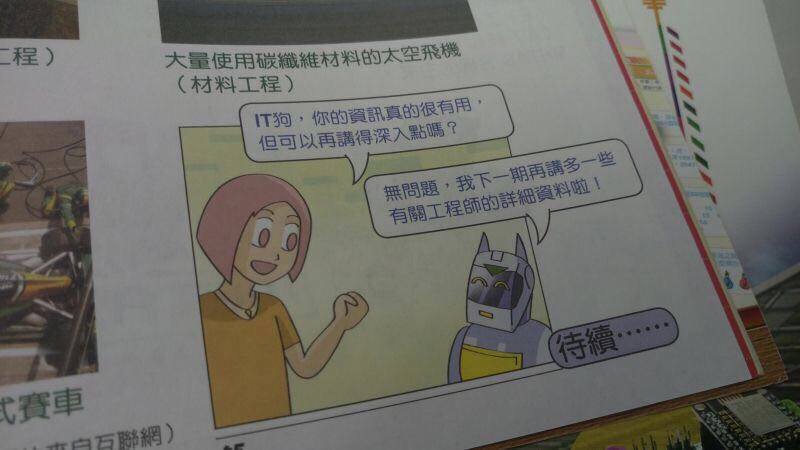 工程）
大量使用碳纖維材料的太空飛機
（材料工程）
IT狗，你的資訊真的很有用，
但可以再講得深入點嗎？
無問題，我下一期再講多一些
有關工程師的詳細資料啦！
待續……
式賽車
來自互聯網）